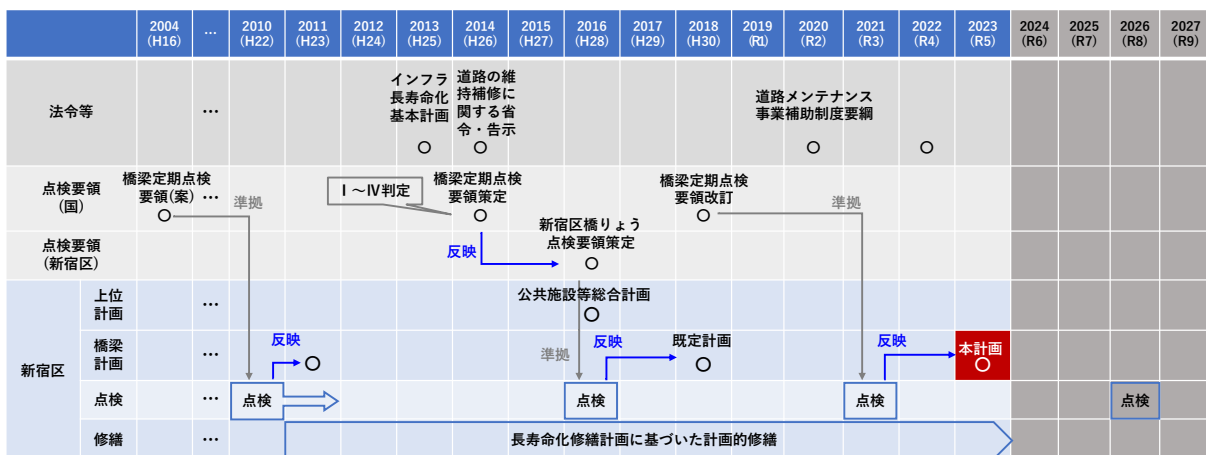 2004 … 2010 2011 2012 2013 2014 2015 2016 2017 2018 2019 2020 2021 2022 2023 2024 2025 2026 2027
(H16) (H22) (H23) (H24) (H25) (H26) (H27) (H28) (H29) (H30) (R1) (R2) (R3) (R4) (R5) (R6) (R7) (R8) (R9)
法令等
…
インフラ
長寿命化
基本計画
○
道路の維
持補修に
関する省
令・告示
○
道路メンテナンス
事業補助制度要綱
○ ○
点検要領
(国)
橋梁定期点検
要領(案)
○
…
準拠
Ⅰ～Ⅳ判定
橋梁定期点検
要領策定
○
橋梁定期点検
要領改訂
○
準拠
点検要領
(新宿区)
反映
新宿区橋りょう
点検要領策定
○
新宿区
上位
計画
…
公共施設等総合計画
○
橋梁
計画
…
反映
○
準拠
反映
既定計画
○
反映
本計画
○
点検
…
点検
点検
点検
点検
修繕
…
長寿命化修繕計画に基づいた計画的修繕